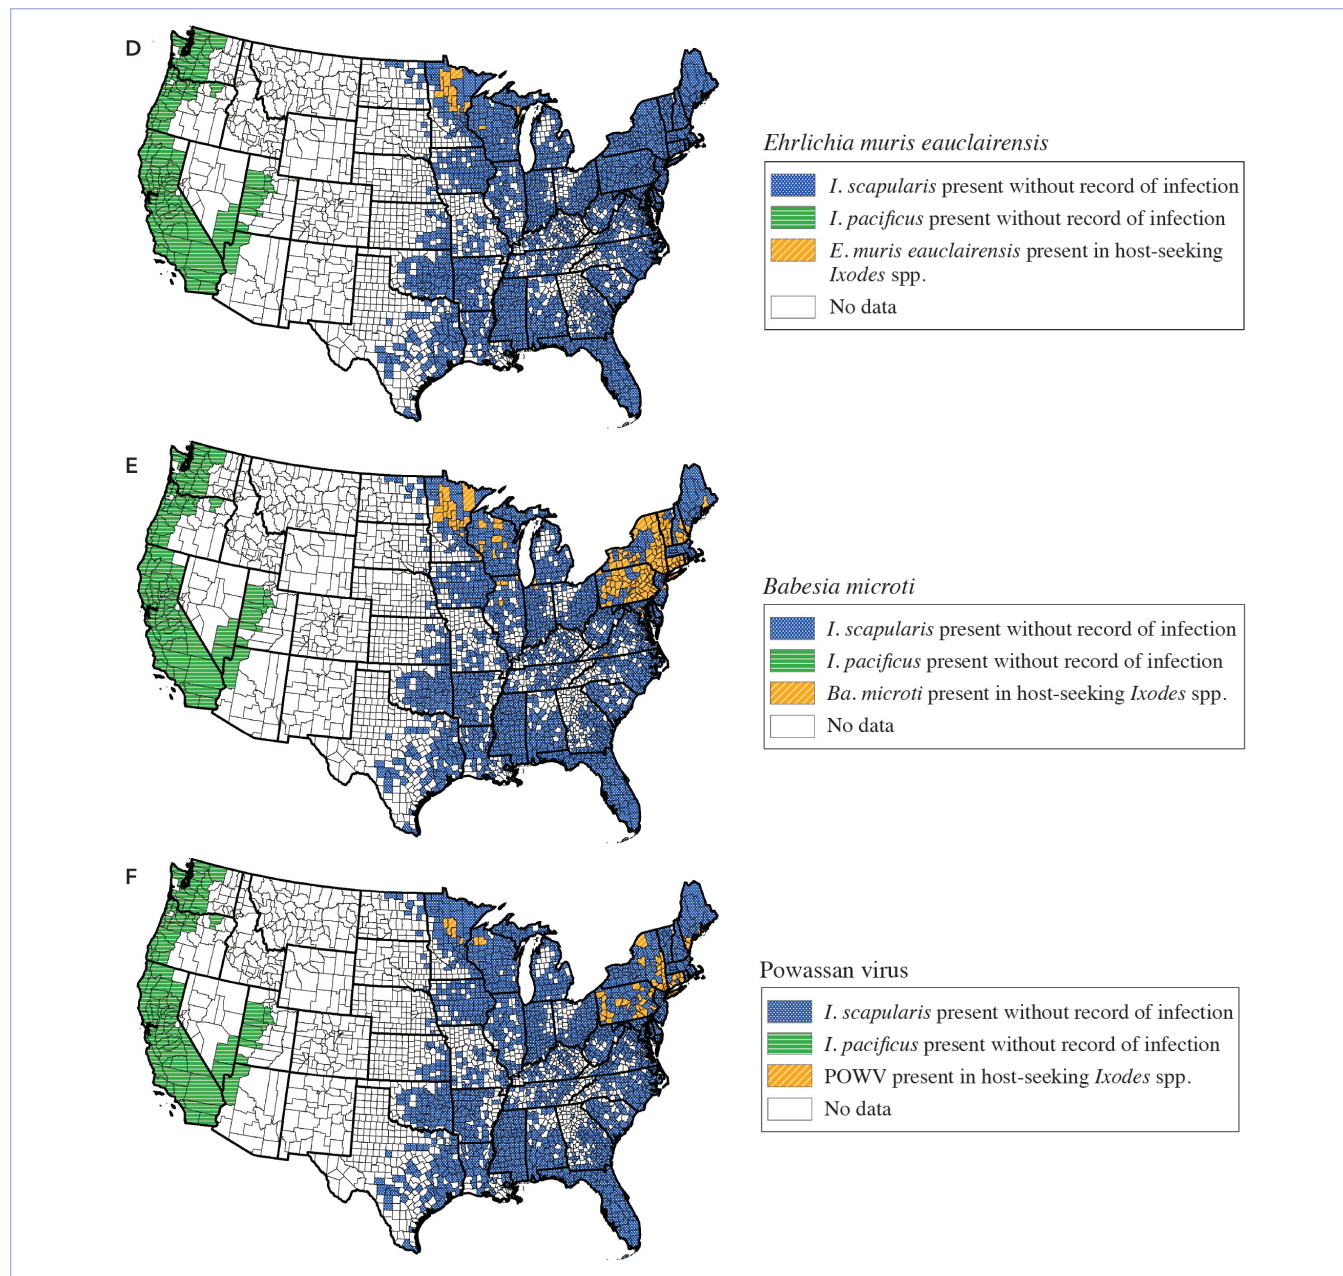 D
Ehrlichia muris eauclairensis
I. scapularis present without record of infection
I. pacificus present without record of infection
E. muris eauclairensis present in host-seeking
Ixodes spp.
No data
E
Babesia microti
I. scapularis present without record of infection
I. pacificus present without record of infection
Ba. microti present in host-seeking Ixodes spp.
No data
F
Powassan virus
I. scapularis present without record of infection
I. pacificus present without record of infection
POWV present in host-seeking Ixodes spp.
No data